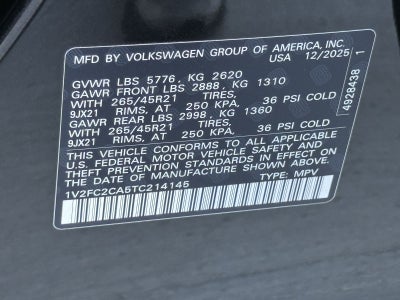 MFD BY VOLKSWAGEN GROUP OF AMERICA, INC.
USA 12/2025
GVWR LBS 5776, KG 2620
GAWR FRONT LBS 2888, KG 1310
WITH 265/45R21 TIRES,
9JX21 RIMS, AT 250 KPA. 36 PSI COLD
GAWR REAR LBS 2998, KG 1360
WITH 265/45R21 TIRES,
9JX21 RIMS, AT 250 KPA. 36 PSI COLD
THIS VEHICLE CONFORMS TO ALL APPLICABLE
U.S. FEDERAL MOTOR VEHICLE SAFETY AND
THEFT PREVENTION STANDARDS IN EFFECT ON
THE DATE OF MANUFACTURE SHOWN ABOVE.
1V2FC2CA5TC214145 TYPE: MPV
4928438 1